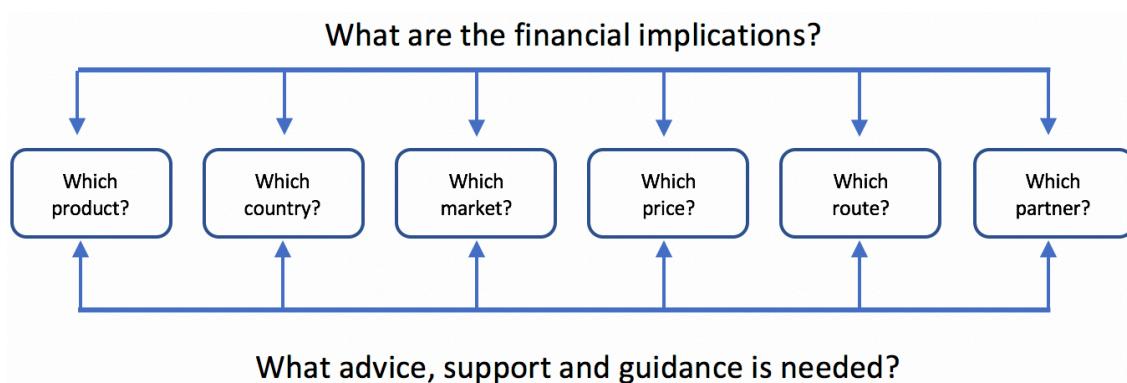 What are the financial implications?
Which
product?
Which
country?
Which
market?
Which
price?
Which
route?
Which
partner?
What advice, support and guidance is needed?